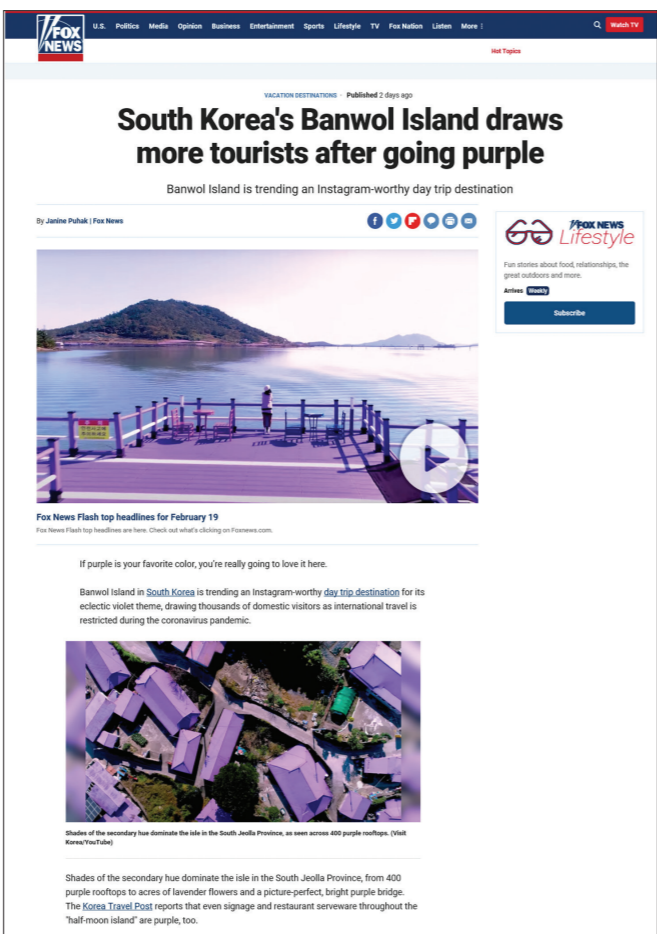 FOX
NEWS
U.S. Politics Media Opinion Business Entertainment Sports Lifestyle TV Fox Nation Listen More
Watch TV
Hot Topics
VACATION DESTINATIONS · Published 2 days ago
South Korea's Banwol Island draws
more tourists after going purple
Banwol Island is trending an Instagram-worthy day trip destination
By Janine Puhak | Fox News
FOX NEWS
Lifestyle
Fun stories about food, relationships, the
great outdoors and more.
Arrives Weekly
Subscribe
Fox News Flash top headlines for February 19
Fox News Flash top headlines are here. Check out what's clicking on Foxnews.com.
If purple is your favorite color, you're really going to love it here.
Banwol Island in South Korea is trending an Instagram-worthy day trip destination for its
eclectic violet theme, drawing thousands of domestic visitors as international travel is
restricted during the coronavirus pandemic.
Shades of the secondary hue dominate the isle in the South Jeolla Province, as seen across 400 purple rooftops. (Visit
Korea/YouTube)
Shades of the secondary hue dominate the isle in the South Jeolla Province, from 400
purple rooftops to acres of lavender flowers and a picture-perfect, bright purple bridge.
The Korea Travel Post reports that even signage and restaurant serveware throughout the
"half-moon island" are purple, too.